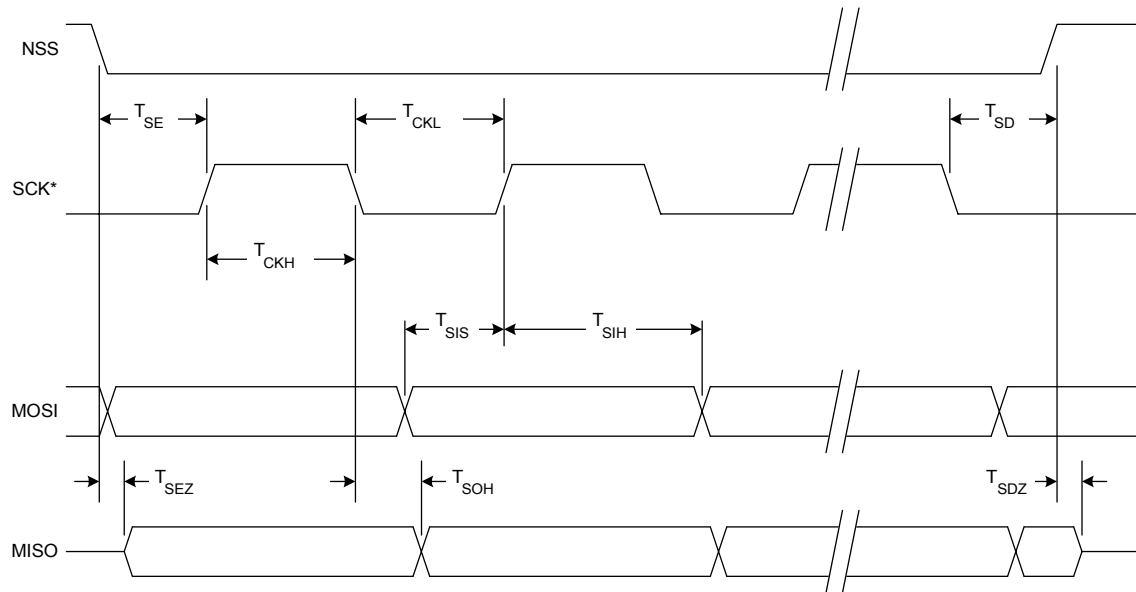 NSS
T_SE
T_CKL
T_SD
SCK*
T_CKH
T_SIS
T_SIH
MOSI
T_SEZ
T_SOH
T_SDZ
MISO